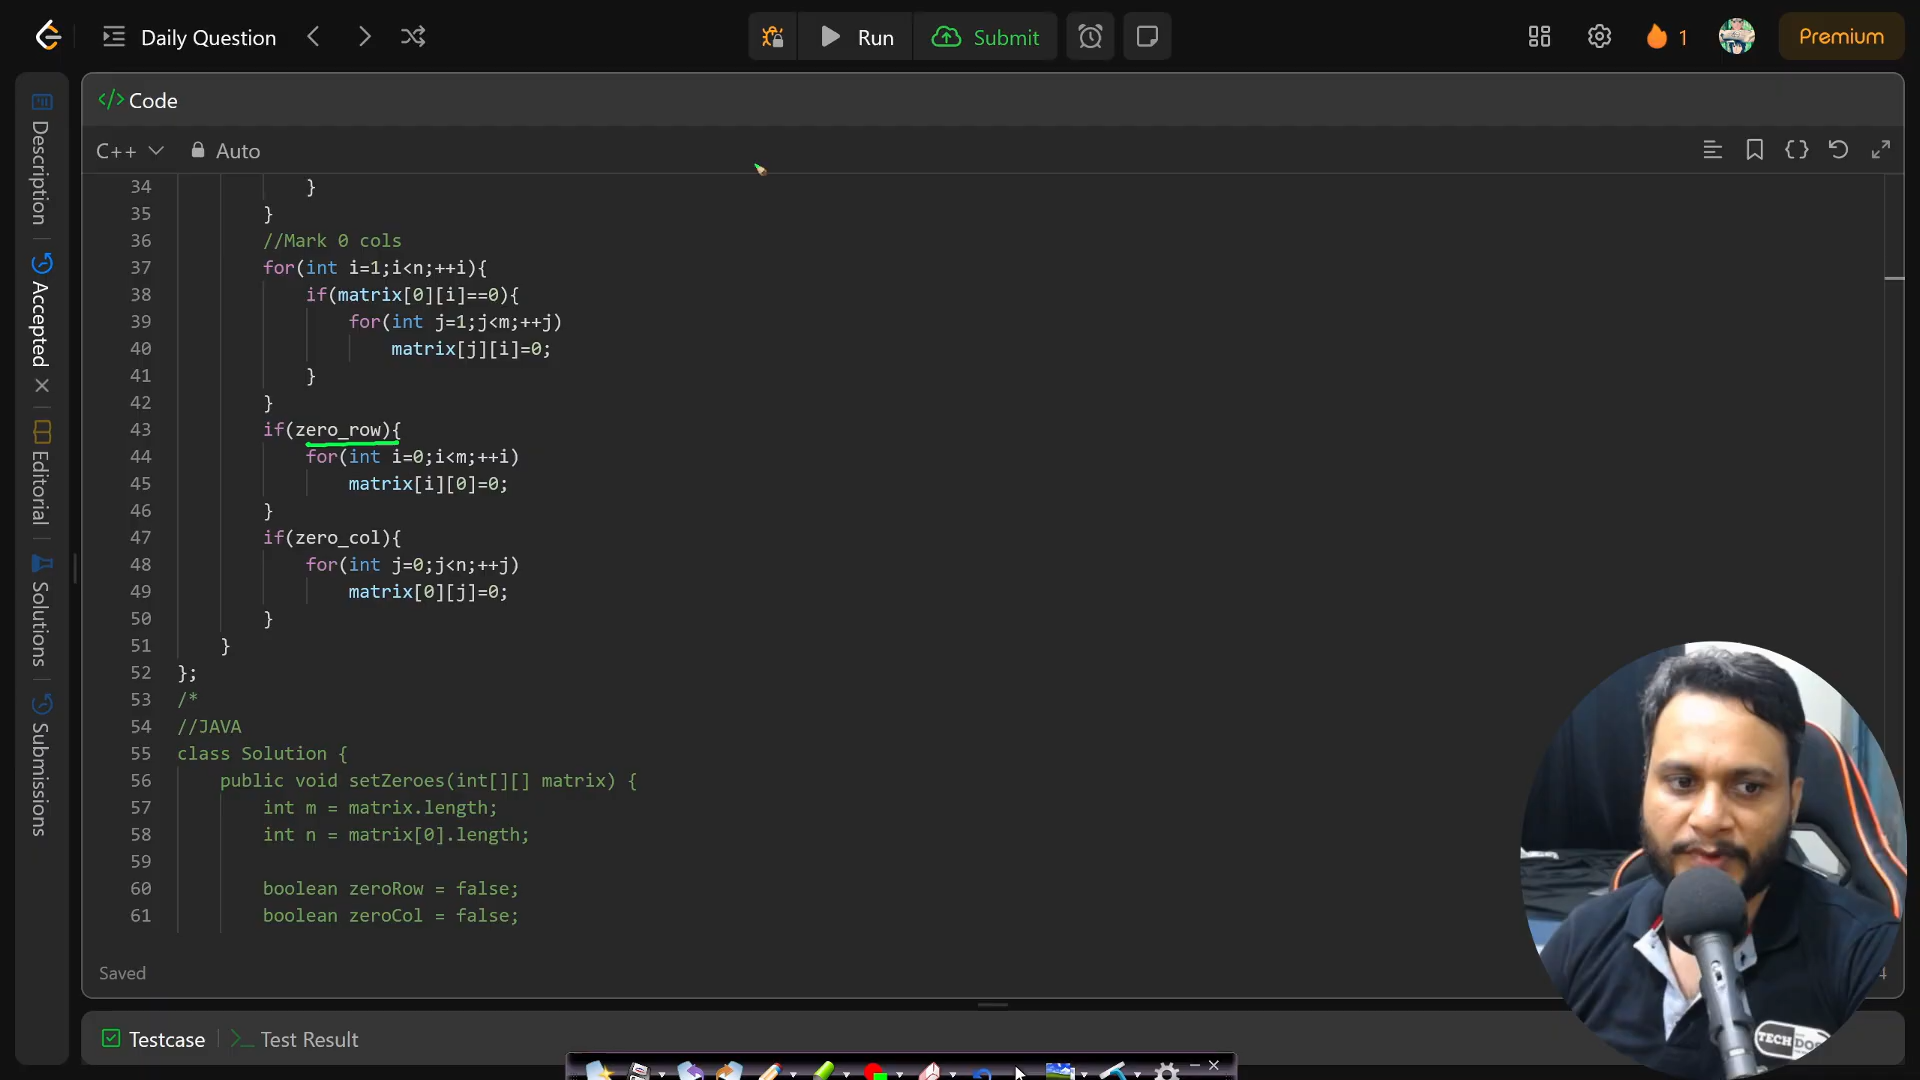 Daily Question
Run
Submit
1
Premium
Description
Accepted
Editorial
Solutions
Submissions
</> Code
C++
Auto
34 }
35 }
36 //Mark 0 cols
37 for(int i=1;i<n;++i){
38 if(matrix[0][i]==0){
39 for(int j=1;j<m;++j)
40 matrix[j][i]=0;
41 }
42 }
43 if(zero_row){
44 for(int i=0;i<m;++i)
45 matrix[i][0]=0;
46 }
47 if(zero_col){
48 for(int j=0;j<n;++j)
49 matrix[0][j]=0;
50 }
51 }
52 };
53 /*
54 //JAVA
55 class Solution {
56 public void setZeroes(int[][] matrix) {
57 int m = matrix.length;
58 int n = matrix[0].length;
59
60 boolean zeroRow = false;
61 boolean zeroCol = false;
Saved
Testcase
Test Result